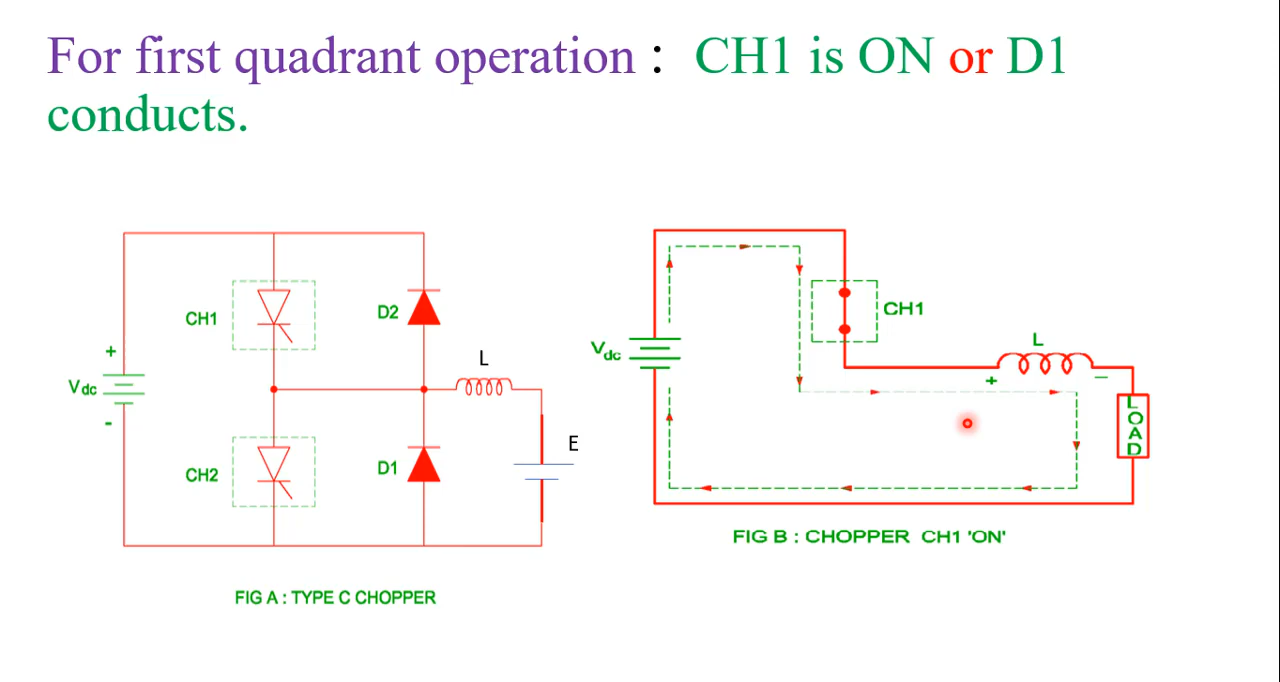 For first quadrant operation : CH1 is ON or D1
conducts.
CH1
D2
L
+
Vdc
-
E
CH2
D1
FIG A : TYPE C CHOPPER
Vdc
CH1
L
+
−
LOAD
FIG B : CHOPPER CH1 'ON'